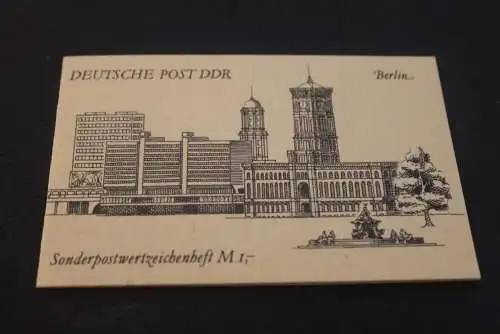 DEUTSCHE POST DDR
Berlin
Sonderpostwertzeichenheft M 1,-